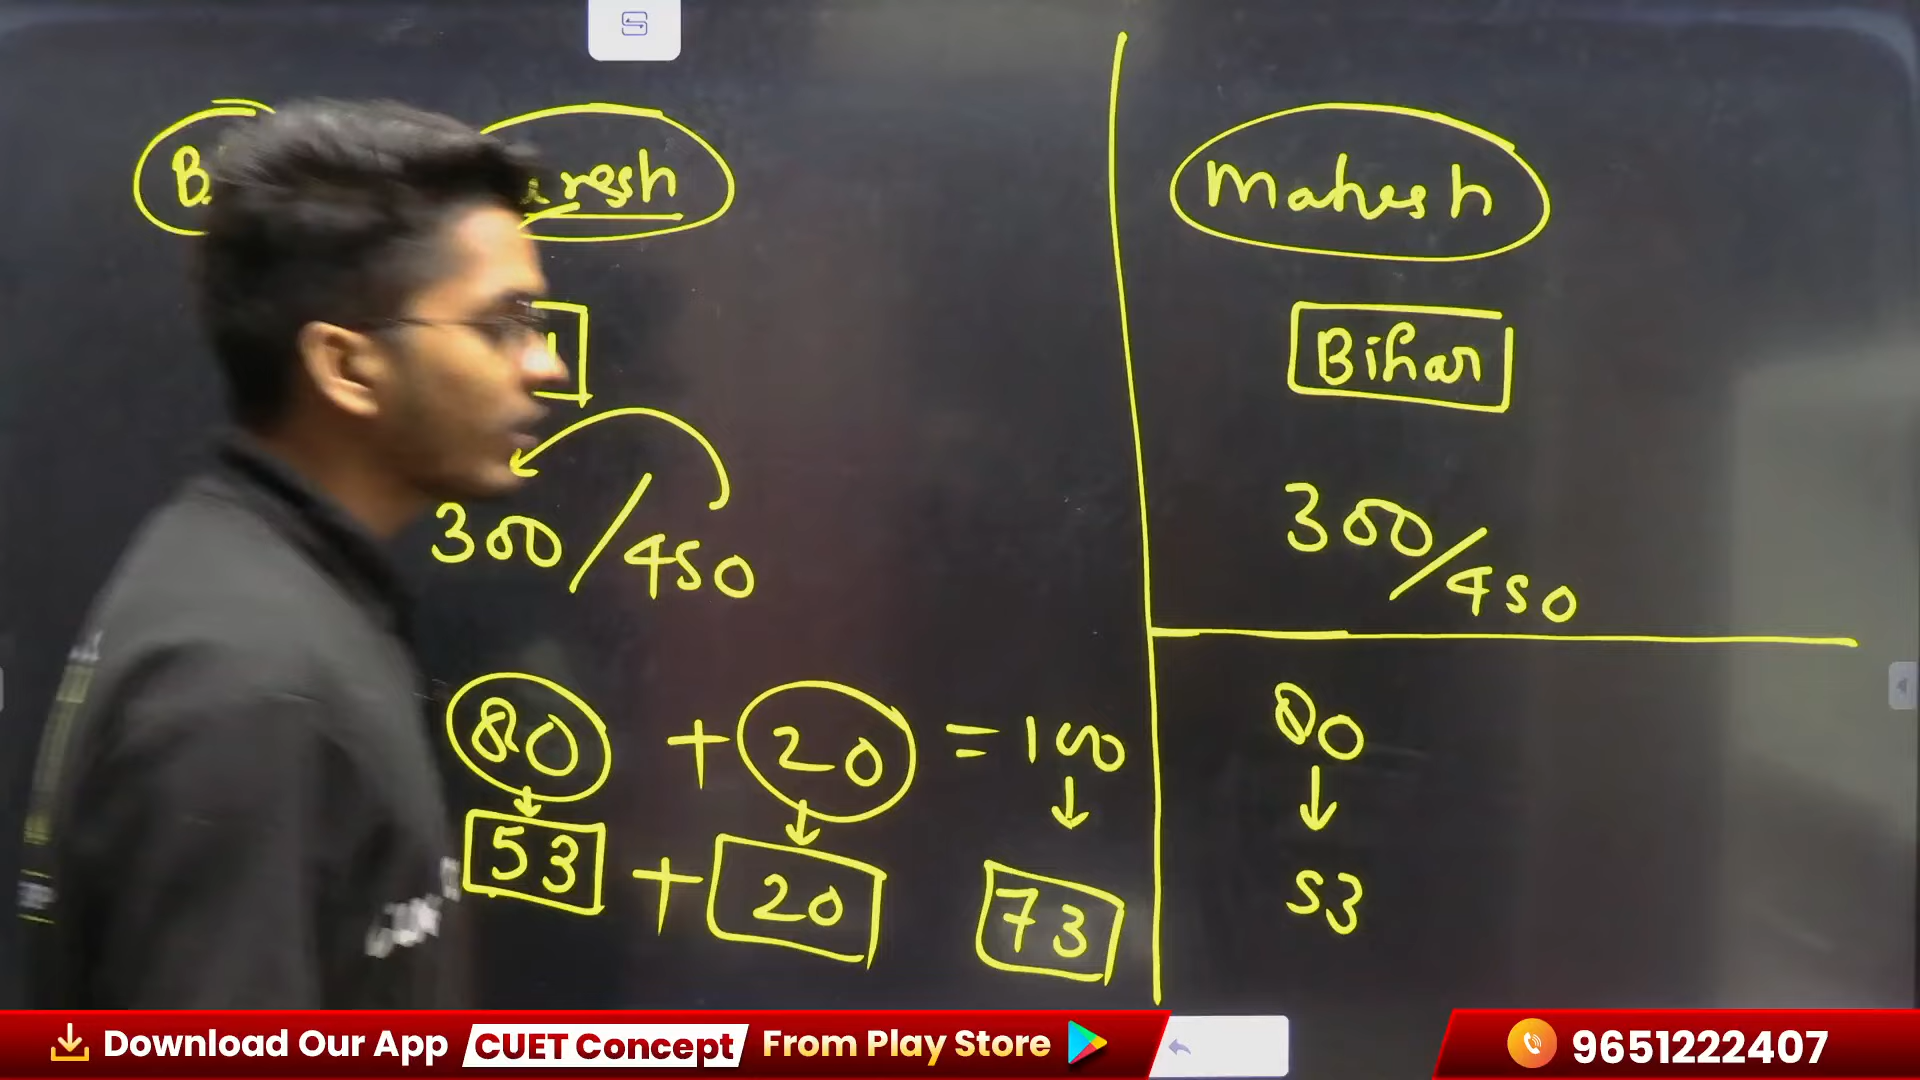 Mahesh
Bihar
300/450
300/450
80 + 20 = 100
53 + 20
73
80
53
Download Our App CUET Concept From Play Store
9651222407